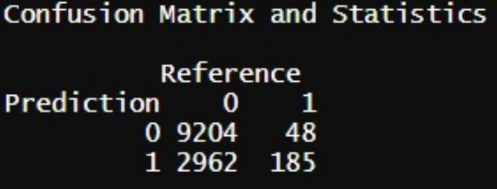 Confusion Matrix and Statistics
Reference
Prediction 0 1
0 9204 48
1 2962 185